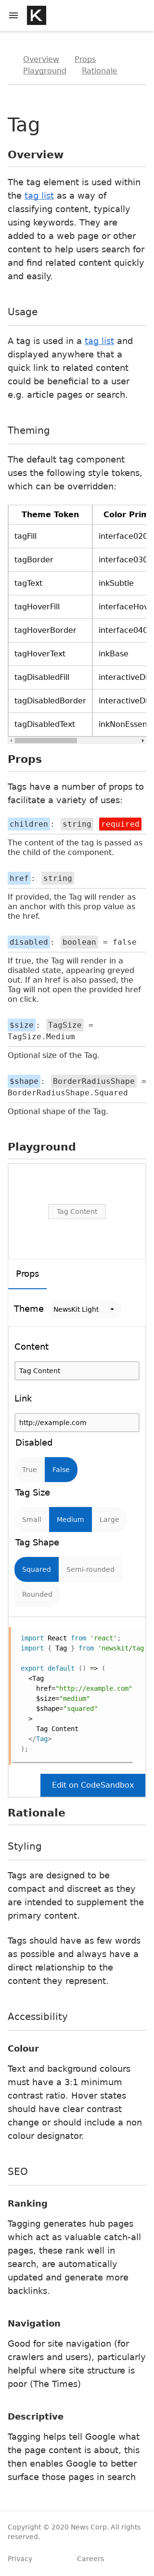 K
Overview
Props
Playground
Rationale
Tag
Overview
The tag element is used within
the tag list as a way of
classifying content, typically
using keywords. They are
added to a web page or other
content to help users search for
and find related content quickly
and easily.
Usage
A tag is used in a tag list and
displayed anywhere that a
quick link to related content
could be beneficial to a user
e.g. article pages or search.
Theming
The default tag component
uses the following style tokens,
which can be overridden:
Theme Token Color Prim
tagFill interface020
tagBorder interface030
tagText inkSubtle
tagHoverFill interfaceHov
tagHoverBorder interface040
tagHoverText inkBase
tagDisabledFill interactiveDi
tagDisabledBorder interactiveDi
tagDisabledText inkNonEssen
Props
Tags have a number of props to
facilitate a variety of uses:
children: string required
The content of the tag is passed as
the child of the component.
href: string
If provided, the Tag will render as
an anchor with this prop value as
the href.
disabled: boolean = false
If true, the Tag will render in a
disabled state, appearing greyed
out. If an href is also passed, the
Tag will not open the provided href
on click.
$size: TagSize =
TagSize.Medium
Optional size of the Tag.
$shape: BorderRadiusShape =
BorderRadiusShape.Squared
Optional shape of the Tag.
Playground
Tag Content
Props
Theme NewsKit Light
Content
Tag Content
Link
http://example.com
Disabled
True False
Tag Size
Small Medium Large
Tag Shape
Squared Semi-rounded
Rounded
import React from 'react';
import { Tag } from 'newskit/tag
export default () => (
<Tag
href="http://example.com"
$size="medium"
$shape="squared"
>
Tag Content
</Tag>
);
Edit on CodeSandbox
Rationale
Styling
Tags are designed to be
compact and discreet as they
are intended to supplement the
primary content.
Tags should have as few words
as possible and always have a
direct relationship to the
content they represent.
Accessibility
Colour
Text and background colours
must have a 3:1 minimum
contrast ratio. Hover states
should have clear contrast
change or should include a non
colour designator.
SEO
Ranking
Tagging generates hub pages
which act as valuable catch-all
pages, these rank well in
search, are automatically
updated and generate more
backlinks.
Navigation
Good for site navigation (for
crawlers and users), particularly
helpful where site structure is
poor (The Times)
Descriptive
Tagging helps tell Google what
the page content is about, this
then enables Google to better
surface those pages in search
Copyright © 2020 News Corp. All rights
reserved.
Privacy Careers